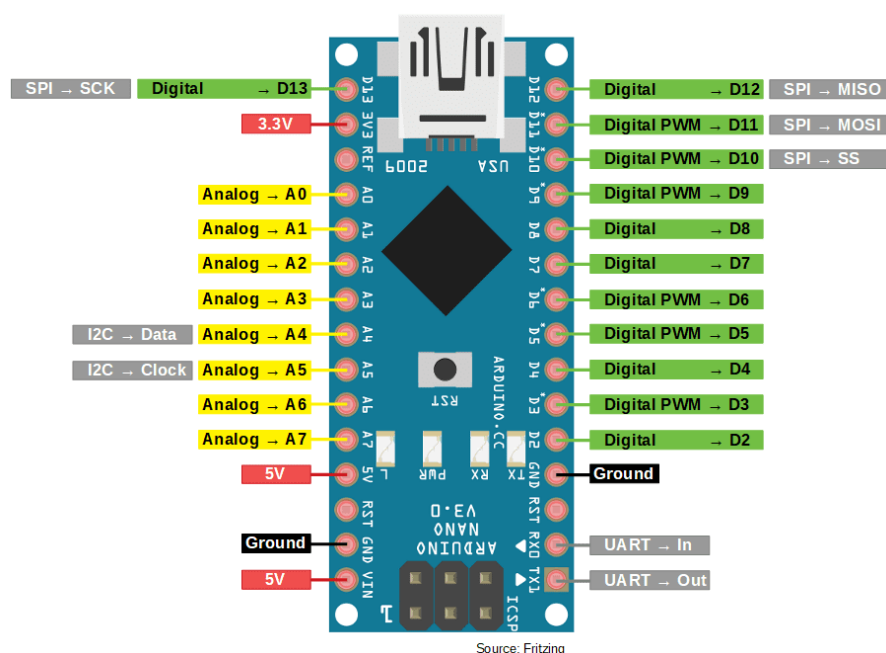 SPI → SCK
Digital → D13
3.3V
Analog → A0
Analog → A1
Analog → A2
Analog → A3
I2C → Data
Analog → A4
I2C → Clock
Analog → A5
Analog → A6
Analog → A7
5V
Ground
5V
D13
3V3
REF
A0
A1
A2
A3
A4
A5
A6
A7
5V
RST
GND
VIN
2009
USA
RST
ARDUINO.CC
L
PWR
RX
TX
ARDUINO
NANO
V3.0
1
ICSP
D12
D11*
D10*
D9*
D8
D7
D6*
D5*
D4
D3*
D2
GND
RST
RX0
TX1
Digital → D12
SPI → MISO
Digital PWM → D11
SPI → MOSI
Digital PWM → D10
SPI → SS
Digital PWM → D9
Digital → D8
Digital → D7
Digital PWM → D6
Digital PWM → D5
Digital → D4
Digital PWM → D3
Digital → D2
Ground
UART → In
UART → Out
Source: Fritzing